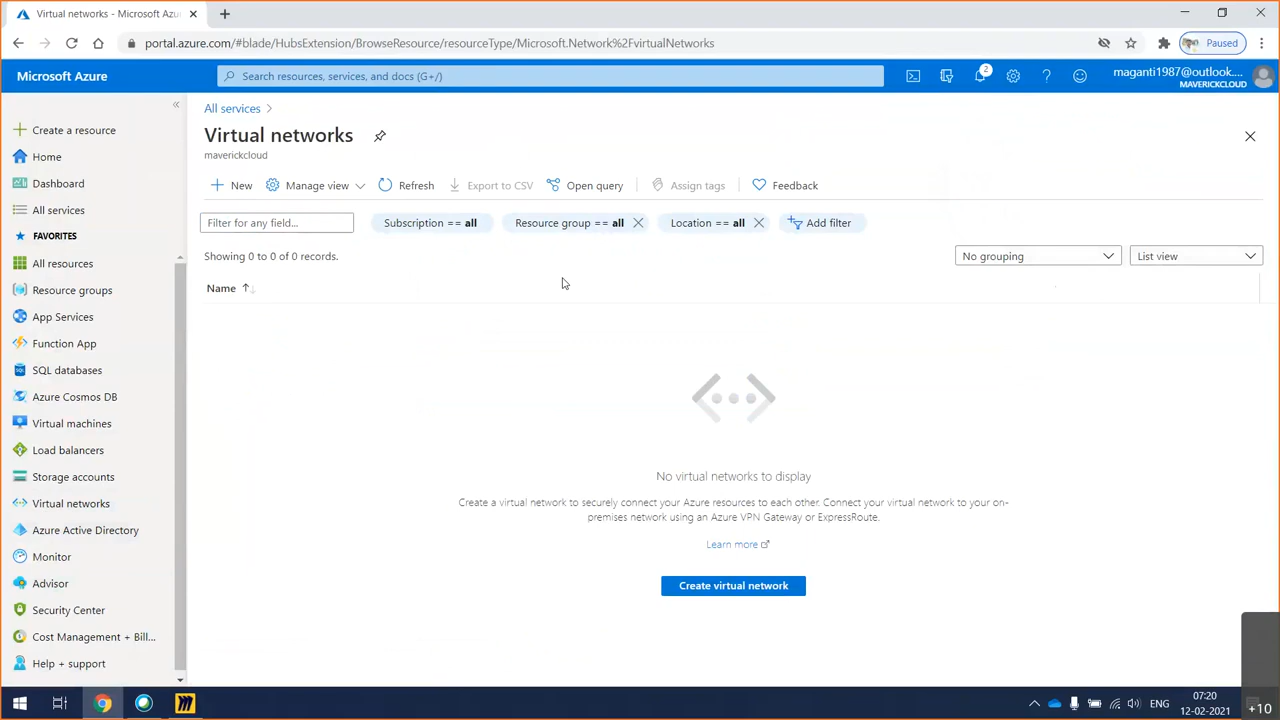 Virtual networks - Microsoft Azu
portal.azure.com/#blade/HubsExtension/BrowseResource/resourceType/Microsoft.Network%2FvirtualNetworks
Paused
Microsoft Azure
Search resources, services, and docs (G+/)
2
maganti1987@outlook....
MAVERICKCLOUD
Create a resource
Home
Dashboard
All services
FAVORITES
All resources
Resource groups
App Services
Function App
SQL databases
Azure Cosmos DB
Virtual machines
Load balancers
Storage accounts
Virtual networks
Azure Active Directory
Monitor
Advisor
Security Center
Cost Management + Bill...
Help + support
All services
Virtual networks
maverickcloud
New Manage view Refresh Export to CSV Open query Assign tags Feedback
Filter for any field... Subscription == all Resource group == all Location == all Add filter
Showing 0 to 0 of 0 records. No grouping List view
Name
No virtual networks to display
Create a virtual network to securely connect your Azure resources to each other. Connect your virtual network to your on-
premises network using an Azure VPN Gateway or ExpressRoute.
Learn more
Create virtual network
ENG
07:20
12-02-2021
+10